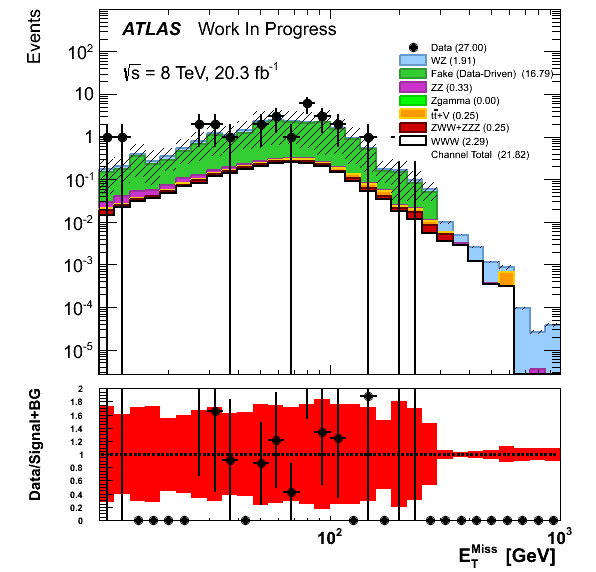 Events
ATLAS Work In Progress
√s = 8 TeV, 20.3 fb⁻¹
Data (27.00)
WZ (1.91)
Fake (Data-Driven) (16.79)
ZZ (0.33)
Zgamma (0.00)
tt̄+V (0.25)
ZWW+ZZZ (0.25)
WWW (2.29)
Channel Total (21.82)
10²
10
1
10⁻¹
10⁻²
10⁻³
10⁻⁴
10⁻⁵
Data/Signal+BG
2
1.8
1.6
1.4
1.2
1
0.8
0.6
0.4
0.2
0
10²
10³
E_T^Miss [GeV]